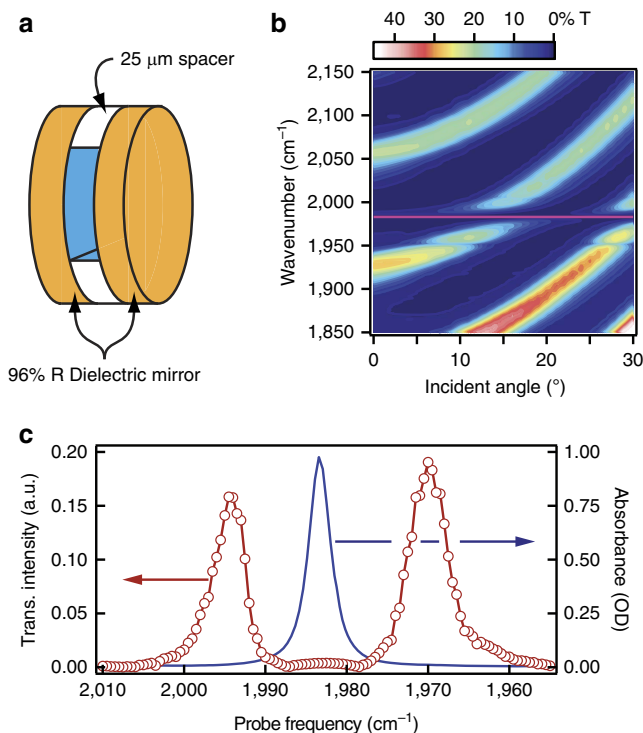 a
25 μm spacer
96% R Dielectric mirror
b
40 30 20 10 0% T
2,150
2,100
2,050
2,000
1,950
1,900
1,850
Wavenumber (cm⁻¹)
0 10 20 30
Incident angle (°)
c
0.20
0.15
0.10
0.05
0.00
Trans. intensity (a.u.)
1.00
0.75
0.50
0.25
0.00
Absorbance (OD)
2,010 2,000 1,990 1,980 1,970 1,960
Probe frequency (cm⁻¹)